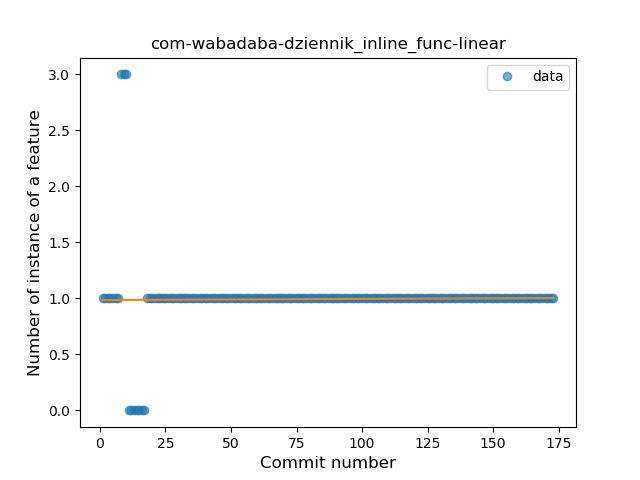 com-wabadaba-dziennik_inline_func-linear
data
Number of instance of a feature
3.0
2.5
2.0
1.5
1.0
0.5
0.0
0 25 50 75 100 125 150 175
Commit number